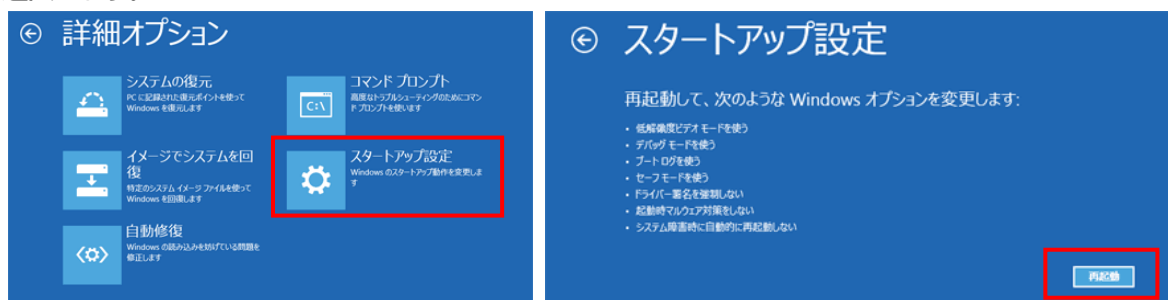 詳細オプション
システムの復元
PC に記録された復元ポイントを使って
Windows を復元します
コマンド プロンプト
高度なトラブルシューティングのためにコマン
ド プロンプトを使います
C:\
イメージでシステムを回
復
特定のシステム イメージ ファイルを使って
Windows を回復します
スタートアップ設定
Windows のスタートアップ動作を変更しま
す
自動修復
Windows の読み込みを妨げている問題を
修正します
スタートアップ設定
再起動して、次のような Windows オプションを変更します:
• 低解像度ビデオ モードを使う
• デバッグ モードを使う
• ブート ログを使う
• セーフ モードを使う
• ドライバー署名を強制しない
• 起動時マルウェア対策をしない
• システム障害時に自動的に再起動しない
再起動